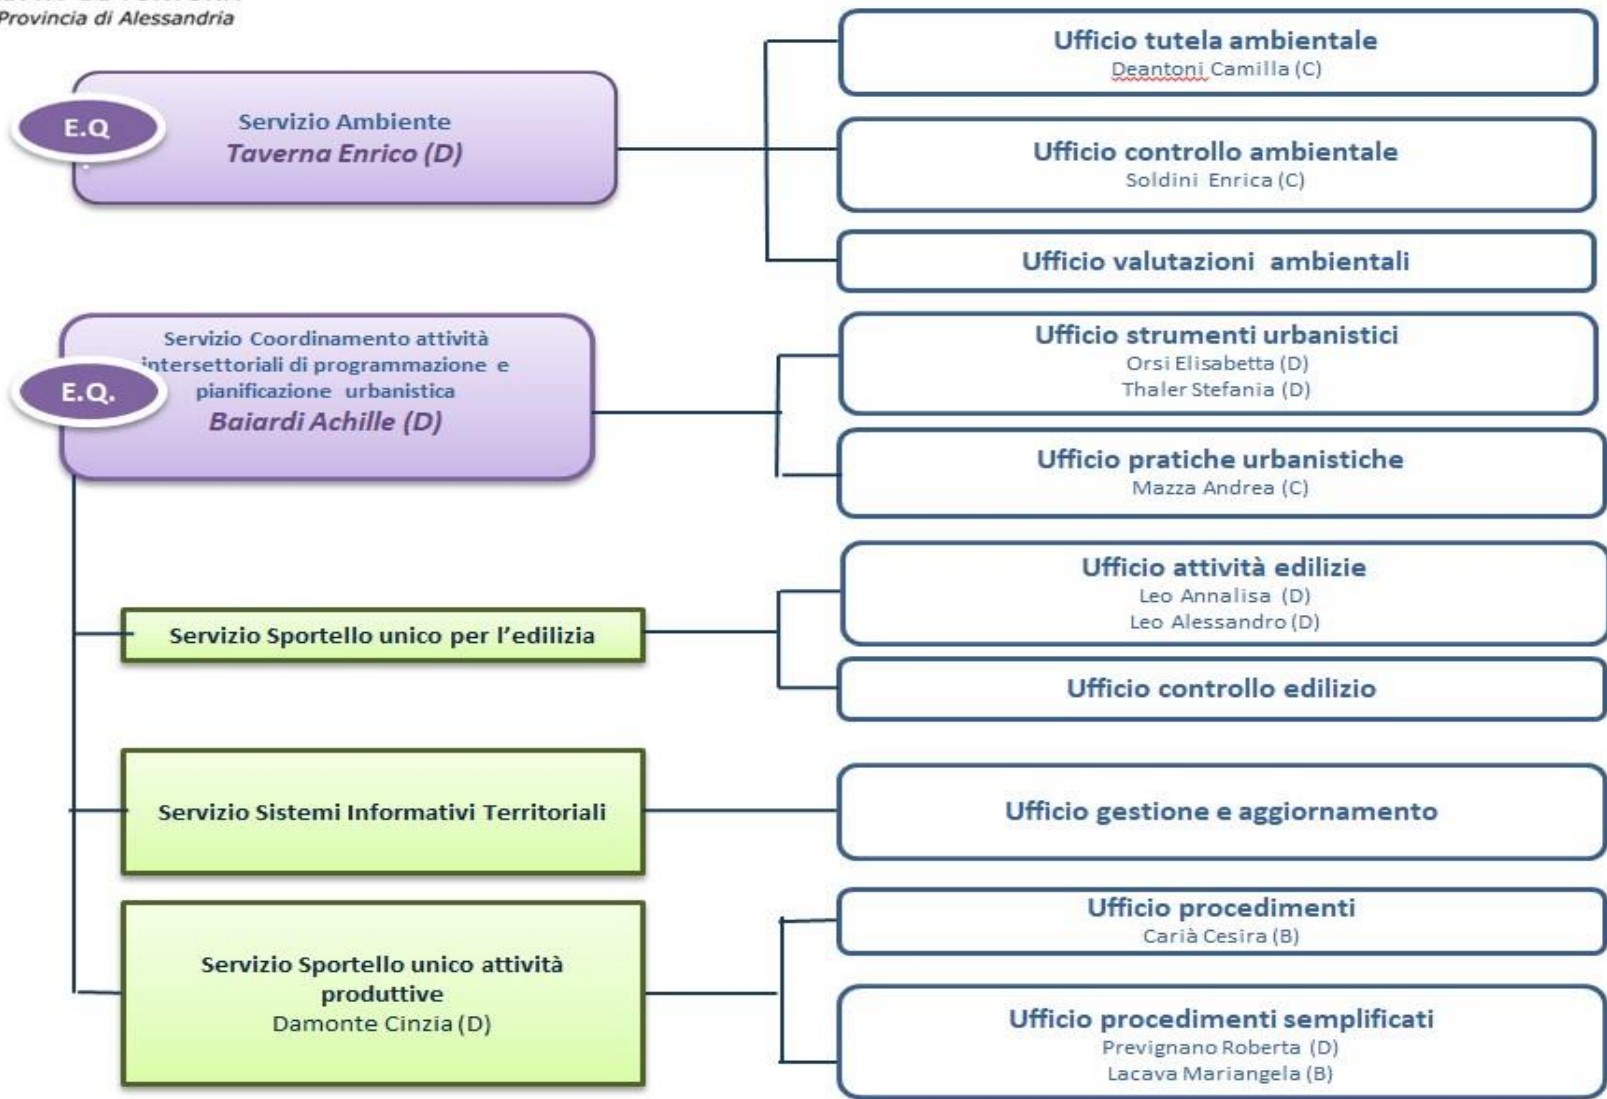 Provincia di Alessandria
E.Q
Servizio Ambiente
Taverna Enrico (D)
Ufficio tutela ambientale
Deantoni Camilla (C)
Ufficio controllo ambientale
Soldini Enrica (C)
Ufficio valutazioni ambientali
E.Q.
Servizio Coordinamento attività
intersettoriali di programmazione e
pianificazione urbanistica
Baiardi Achille (D)
Ufficio strumenti urbanistici
Orsi Elisabetta (D)
Thaler Stefania (D)
Ufficio pratiche urbanistiche
Mazza Andrea (C)
Servizio Sportello unico per l’edilizia
Ufficio attività edilizie
Leo Annalisa (D)
Leo Alessandro (D)
Ufficio controllo edilizio
Servizio Sistemi Informativi Territoriali
Ufficio gestione e aggiornamento
Servizio Sportello unico attività
produttive
Damonte Cinzia (D)
Ufficio procedimenti
Carià Cesira (B)
Ufficio procedimenti semplificati
Prevignano Roberta (D)
Lacava Mariangela (B)